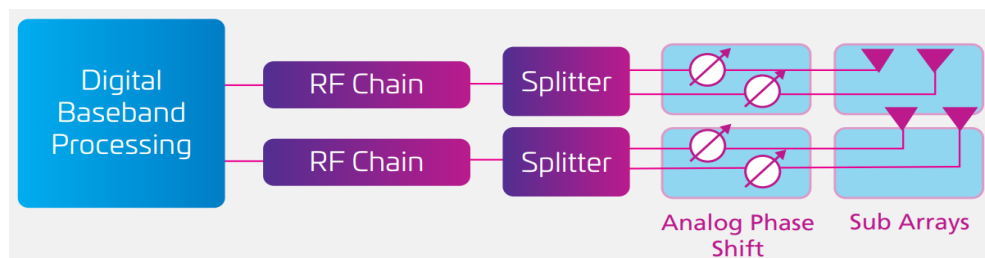 Digital
Baseband
Processing
RF Chain
Splitter
RF Chain
Splitter
Analog Phase
Shift
Sub Arrays